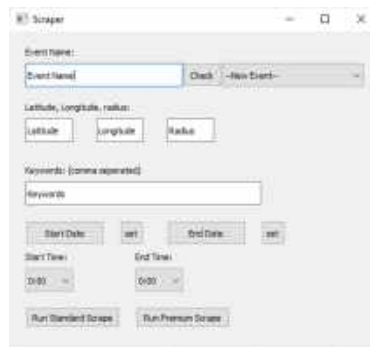 Scraper
Event Name:
Event Name Check --New Event--
Latitude, Longitude, radius:
Latitude Longitude Radius
Keywords: (comma seperated)
Keywords
Start Date set End Date set
Start Time: End Time:
0:00 0:00
Run Standard Scrape Run Premium Scrape